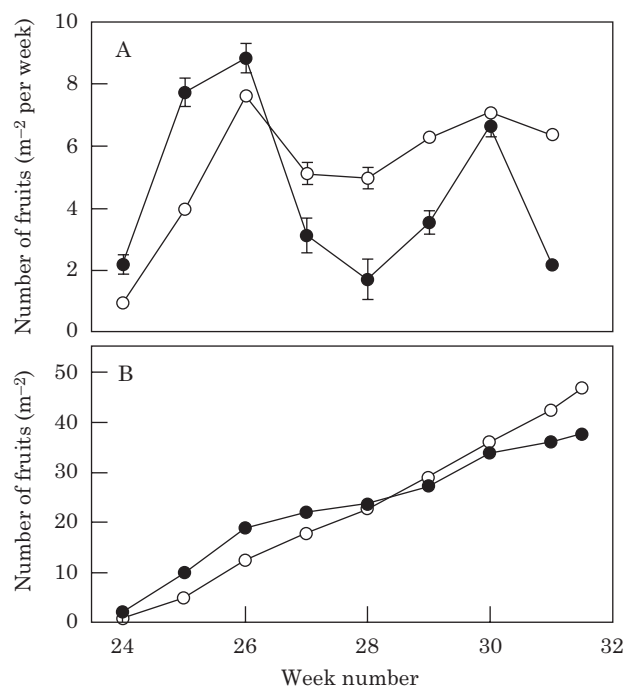 A
10
8
6
4
2
0
Number of fruits (m⁻² per week)
B
50
40
30
20
10
0
Number of fruits (m⁻²)
24 26 28 30 32
Week number